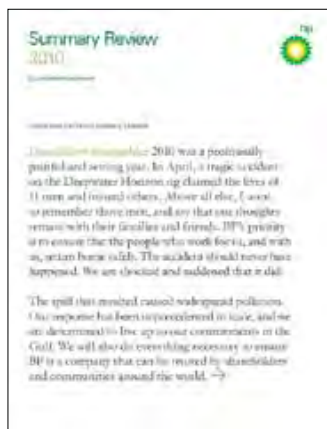 bp
Summary Review
2010
2010 was a profoundly
painful and testing year. In April, a tragic accident
on the Deepwater Horizon rig claimed the lives of
11 men and injured others. Above all else, I want
to remember those men, and say that our thoughts
remain with their families and friends. BP's priority
is to ensure that the people who work for us, and with
us, return home safely. The accident should never have
happened. We are shocked and saddened that it did.
The spill that resulted caused widespread pollution.
Our response has been unprecedented in scale, and we
are determined to live up to our commitments in the
Gulf. We will also do everything necessary to ensure
BP is a company that can be trusted by shareholders
and communities around the world. →